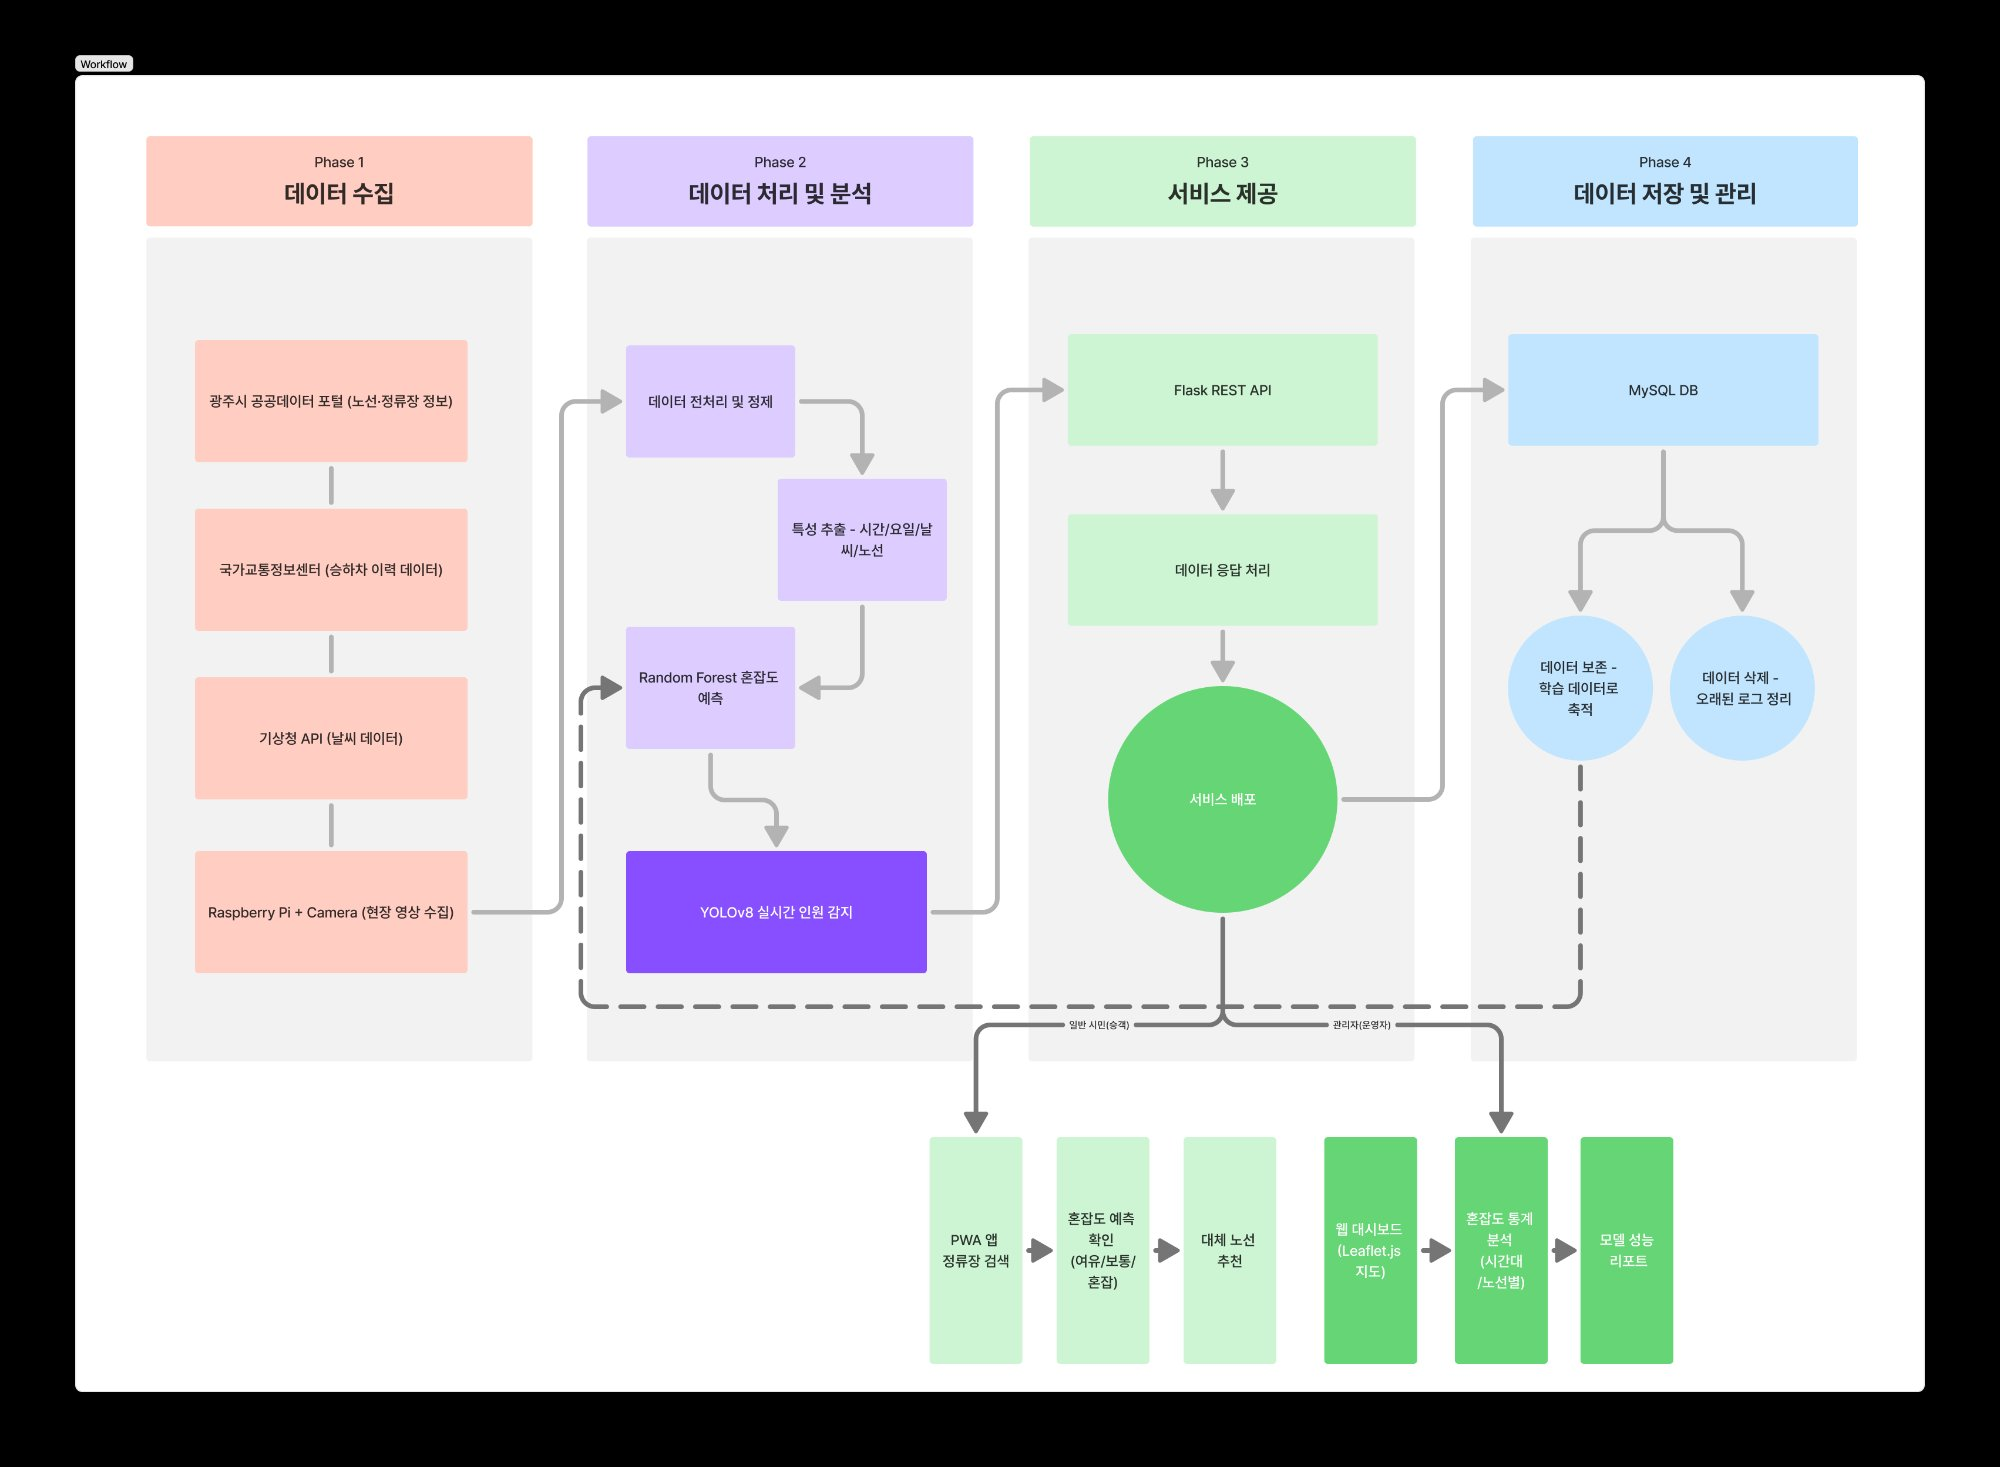 Workflow
Phase 1
데이터 수집
광주시 공공데이터 포털 (노선·정류장 정보)
국가교통정보센터 (승하차 이력 데이터)
기상청 API (날씨 데이터)
Raspberry Pi + Camera (현장 영상 수집)
Phase 2
데이터 처리 및 분석
데이터 전처리 및 정제
특성 추출 - 시간/요일/날
씨/노선
Random Forest 혼잡도
예측
YOLOv8 실시간 인원 감지
Phase 3
서비스 제공
Flask REST API
데이터 응답 처리
서비스 배포
Phase 4
데이터 저장 및 관리
MySQL DB
데이터 보존 -
학습 데이터로
축적
데이터 삭제 -
오래된 로그 정리
일반 시민(승객)
관리자(운영자)
PWA 앱
정류장 검색
혼잡도 예측
확인
(여유/보통/
혼잡)
대체 노선
추천
웹 대시보드
(Leaflet.js
지도)
혼잡도 통계
분석
(시간대
/노선별)
모델 성능
리포트